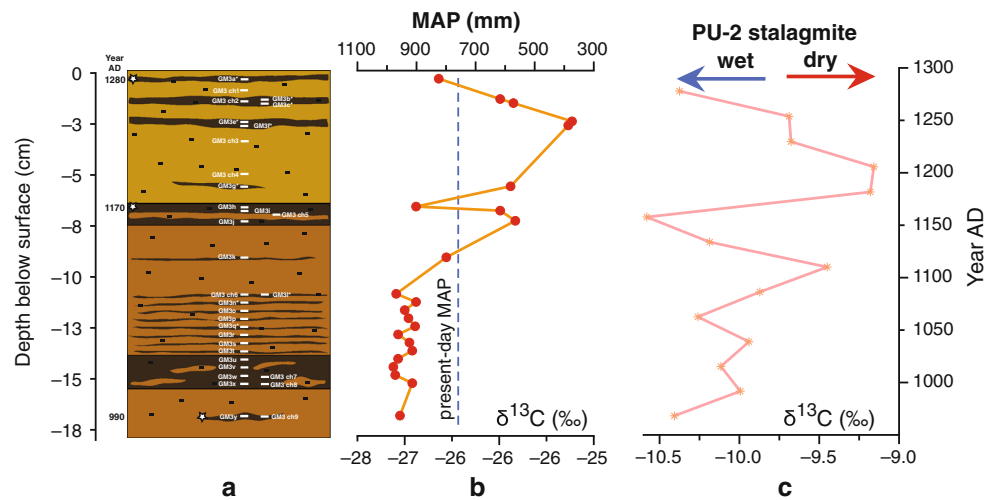 Year
AD
1280
1170
990
0
−3
−5
−8
−10
−13
−15
−18
Depth below surface (cm)
GM3a*
GM3 ch1
GM3 ch2
GM3b*
GM3c*
GM3e*
GM3f*
GM3 ch3
GM3 ch4
GM3g*
GM3h
GM3i
GM3 ch5
GM3j
GM3k
GM3 ch6
GM3l*
GM3n*
GM3o
GM3p
GM3q*
GM3r
GM3s
GM3t
GM3u
GM3v
GM3w
GM3 ch7
GM3x
GM3 ch8
GM3y
GM3 ch9
a
MAP (mm)
1100 900 700 500 300
present-day MAP
δ¹³C (‰)
−28 −27 −26 −26 −25
b
PU-2 stalagmite
wet dry
1300
1250
1200
1150
1100
1050
1000
Year AD
δ¹³C (‰)
−10.5 −10.0 −9.5 −9.0
c